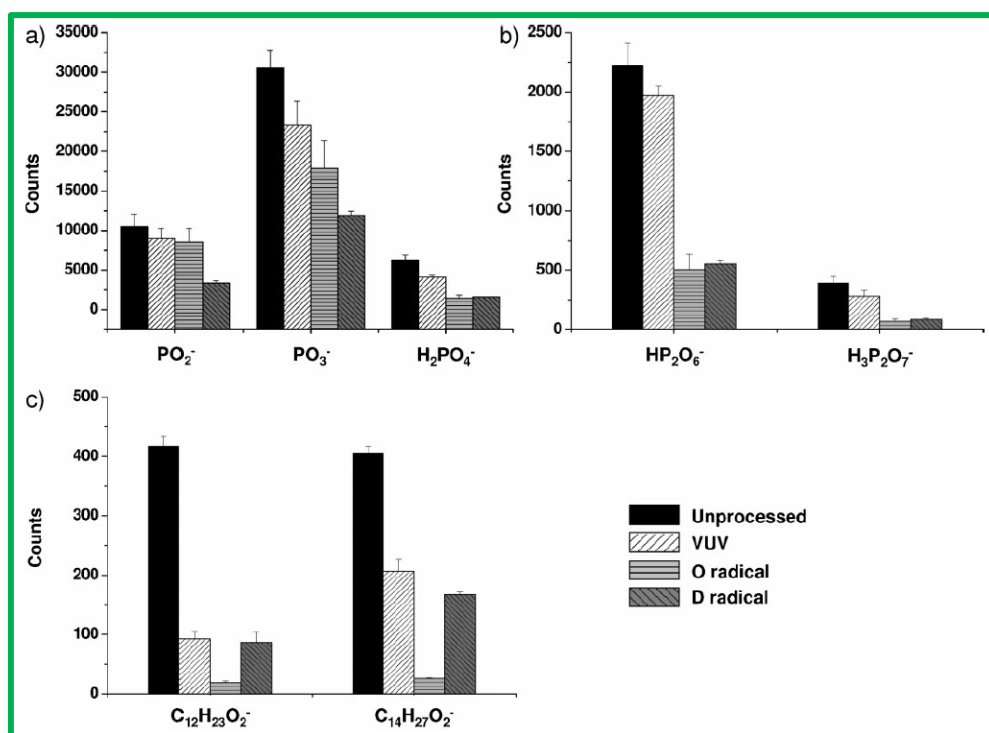 a)
35000
30000
25000
20000
15000
10000
5000
0
Counts
PO₂⁻ PO₃⁻ H₂PO₄⁻
b)
2500
2000
1500
1000
500
0
Counts
HP₂O₆⁻ H₃P₂O₇⁻
c)
500
400
300
200
100
0
Counts
C₁₂H₂₃O₂⁻ C₁₄H₂₇O₂⁻
Unprocessed
VUV
O radical
D radical